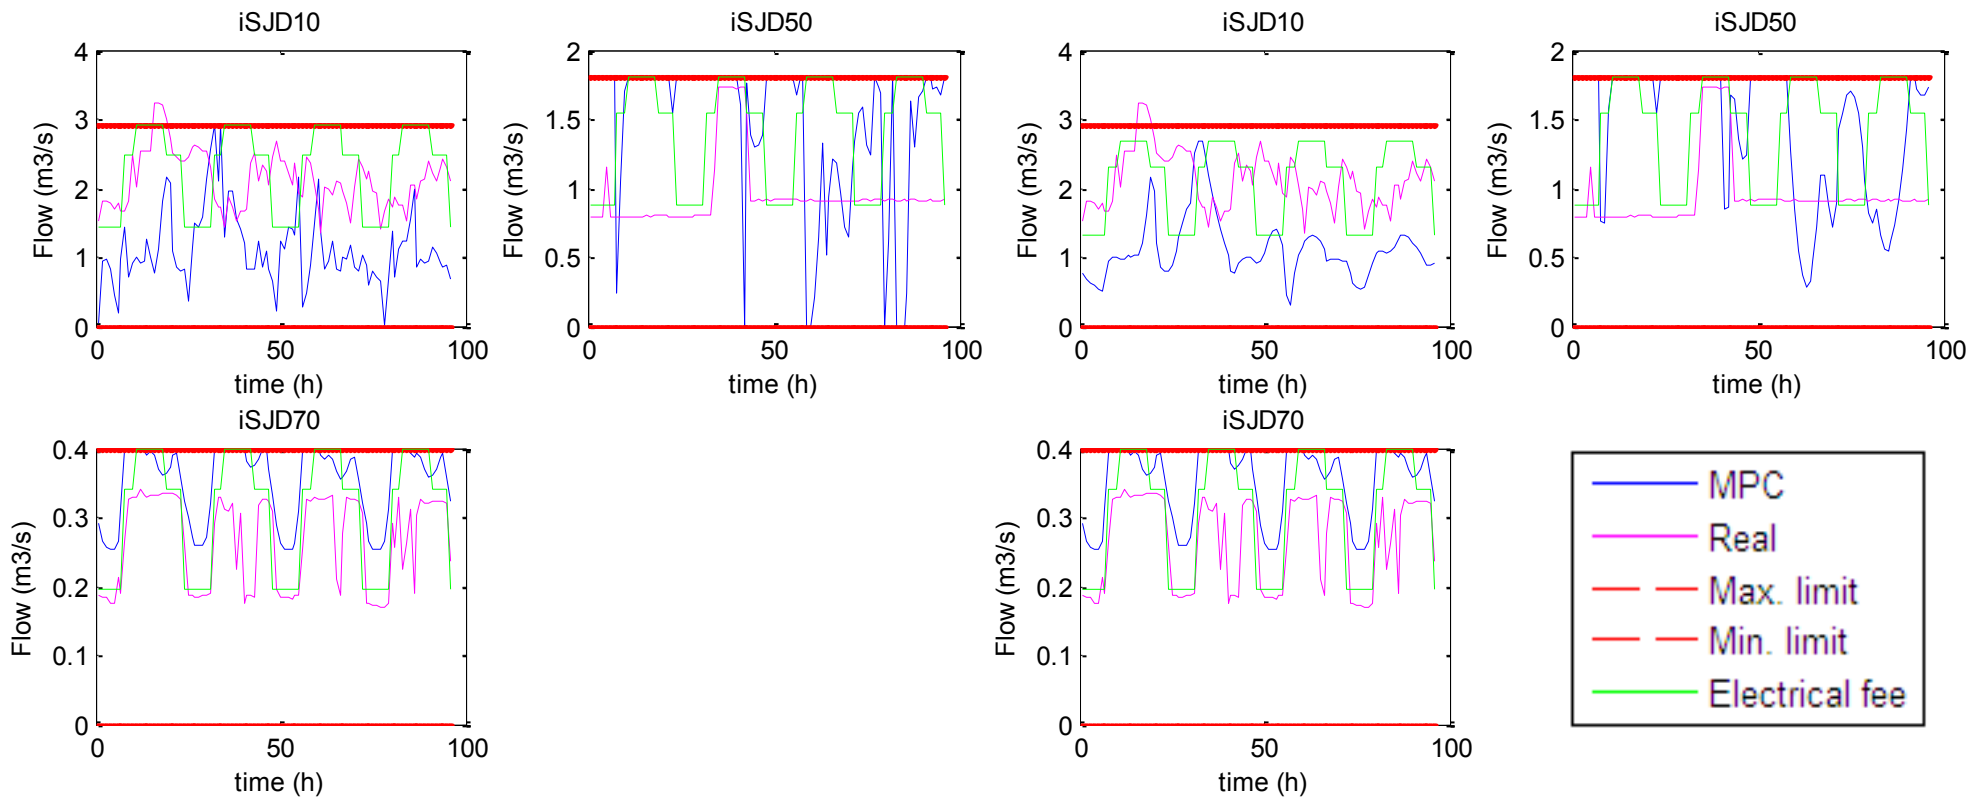 iSJD10
iSJD50
iSJD10
iSJD50
4
3
2
1
0
Flow (m3/s)
0
50
100
time (h)
2
1.5
1
0.5
0
Flow (m3/s)
0
50
100
time (h)
4
3
2
1
0
Flow (m3/s)
0
50
100
time (h)
2
1.5
1
0.5
0
Flow (m3/s)
0
50
100
time (h)
iSJD70
iSJD70
0.4
0.3
0.2
0.1
0
Flow (m3/s)
0
50
100
time (h)
0.4
0.3
0.2
0.1
0
Flow (m3/s)
0
50
100
time (h)
MPC
Real
Max. limit
Min. limit
Electrical fee